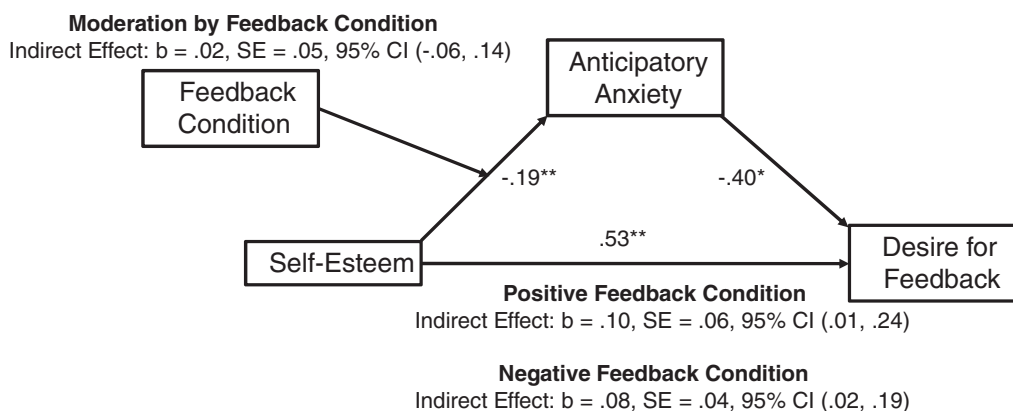 Moderation by Feedback Condition
Indirect Effect: b = .02, SE = .05, 95% CI (-.06, .14)
Feedback
Condition
Anticipatory
Anxiety
-.19**
-.40*
.53**
Self-Esteem
Desire for
Feedback
Positive Feedback Condition
Indirect Effect: b = .10, SE = .06, 95% CI (.01, .24)
Negative Feedback Condition
Indirect Effect: b = .08, SE = .04, 95% CI (.02, .19)